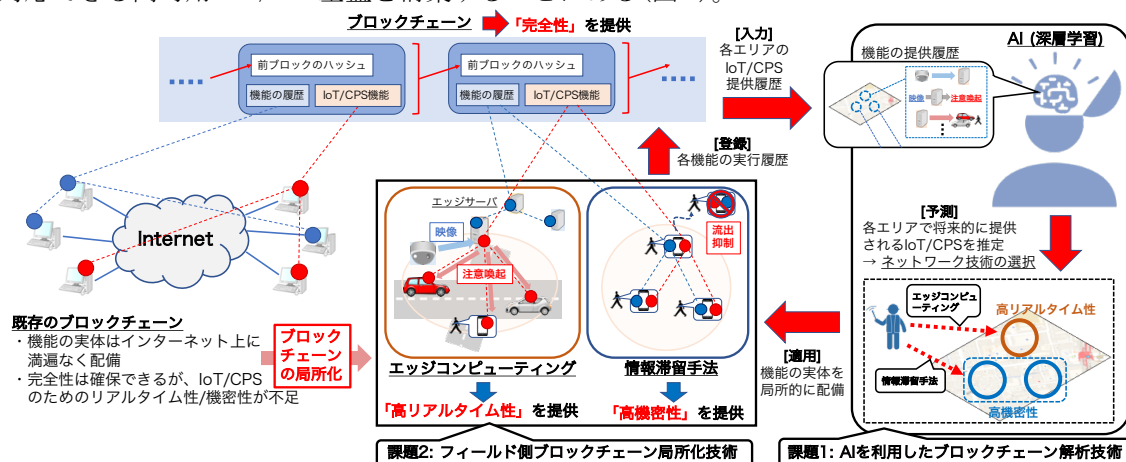 ブロックチェーン
「完全性」を提供
前ブロックのハッシュ
機能の履歴
IoT/CPS機能
前ブロックのハッシュ
機能の履歴
IoT/CPS機能
[入力]
各エリアの
IoT/CPS
提供履歴
AI (深層学習)
機能の提供履歴
映像
注意喚起
[登録]
各機能の実行履歴
Internet
エッジサーバ
映像
注意喚起
流出
抑制
[予測]
各エリアで将来的に提供
されるIoT/CPSを推定
→ ネットワーク技術の選択
既存のブロックチェーン
・機能の実体はインターネット上に
満遍なく配備
・完全性は確保できるが、IoT/CPS
のためのリアルタイム性/機密性が不足
ブロック
チェーン
の局所化
エッジコンピューティング
情報滞留手法
「高リアルタイム性」を提供
「高機密性」を提供
[適用]
機能の実体を
局所的に配備
エッジコンピュ
ーティング
高リアルタイム性
情報滞留手法
高機密性
課題2: フィールド側ブロックチェーン局所化技術
課題1: AIを利用したブロックチェーン解析技術